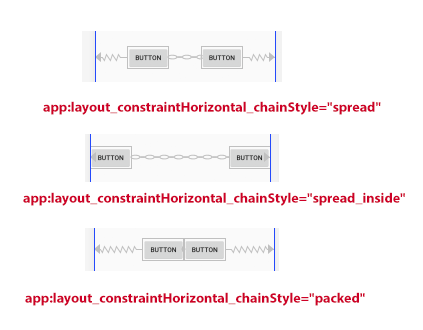 BUTTON BUTTON
app:layout_constraintHorizontal_chainStyle="spread"
BUTTON BUTTON
app:layout_constraintHorizontal_chainStyle="spread_inside"
BUTTON BUTTON
app:layout_constraintHorizontal_chainStyle="packed"